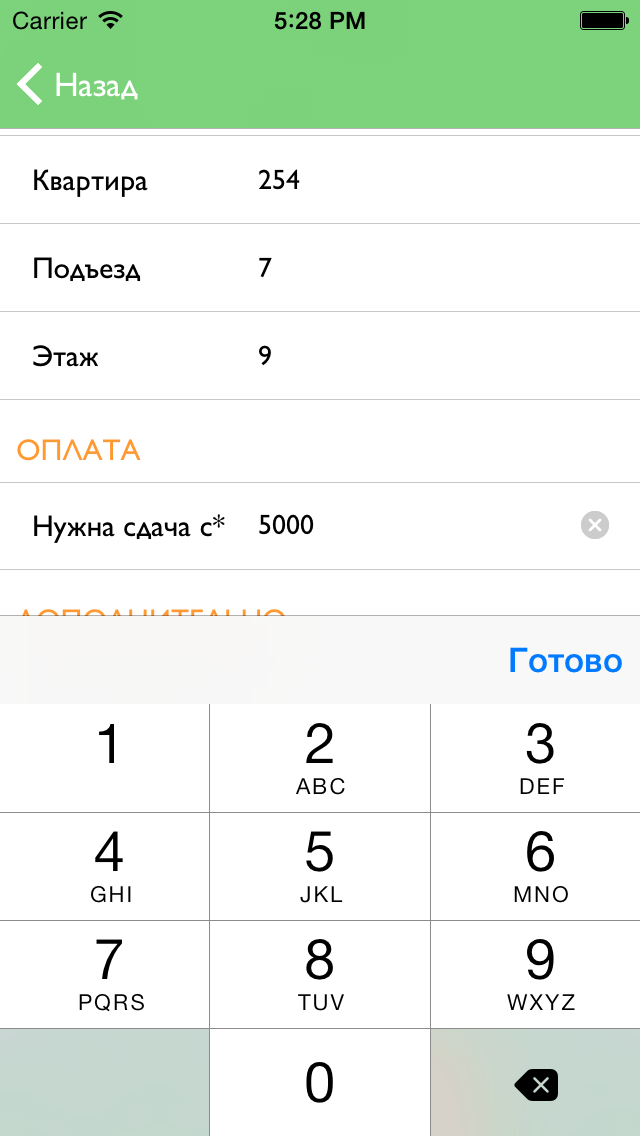 Carrier 5:28 PM
Назад
Квартира 254
Подъезд 7
Этаж 9
ОПЛАТА
Нужна сдача с* 5000
ДОПОЛНИТЕЛЬНО
Готово
1 2 3
ABC DEF
4 5 6
GHI JKL MNO
7 8 9
PQRS TUV WXYZ
0